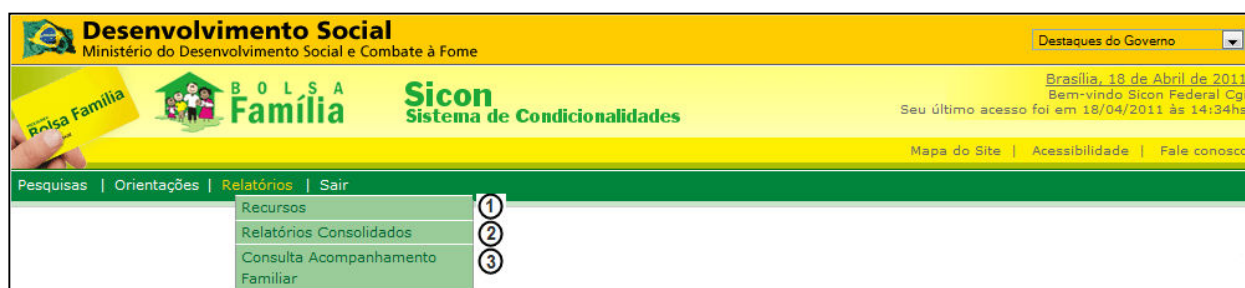 Desenvolvimento Social
Ministério do Desenvolvimento Social e Combate à Fome
Destaques do Governo
Bolsa Família
BOLSA
Família
Sicon
Sistema de Condicionalidades
Brasília, 18 de Abril de 2011
Bem-vindo Sicon Federal
Seu último acesso foi em 18/04/2011 às 14:34hs
Mapa do Site | Acessibilidade | Fale conosco
Pesquisas | Orientações | Relatórios | Sair
Recursos 1
Relatórios Consolidados 2
Consulta Acompanhamento 3
Familiar